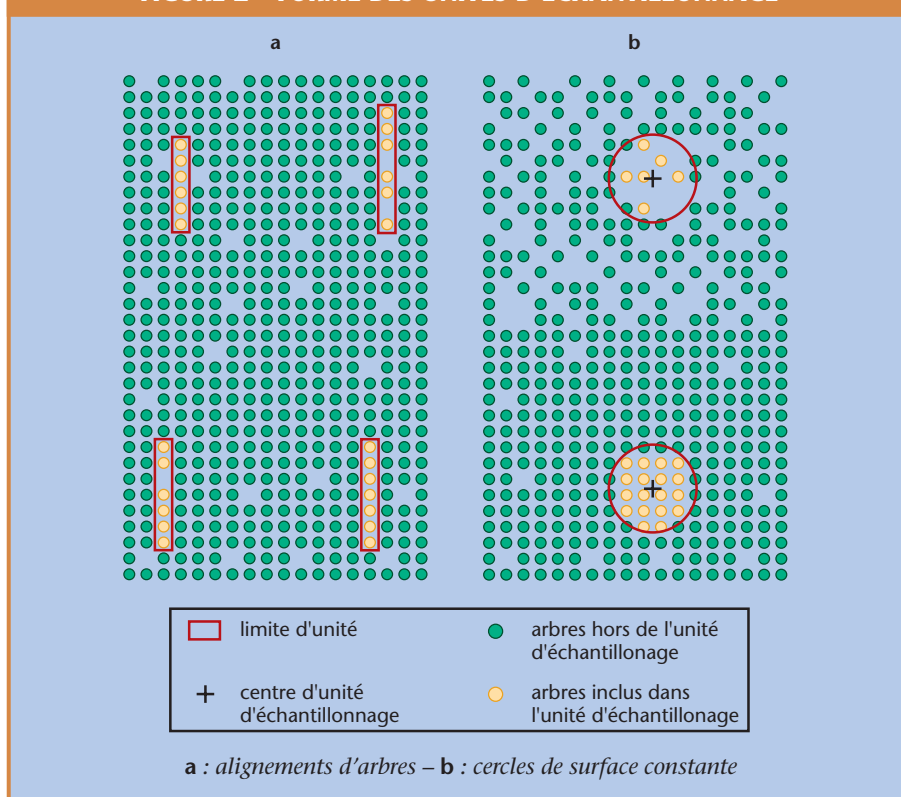 a
b
limite d'unité
arbres hors de l'unité
d'échantillonage
centre d'unité
d'échantillonnage
arbres inclus dans
l'unité d'échantillonage
a : alignements d'arbres – b : cercles de surface constante